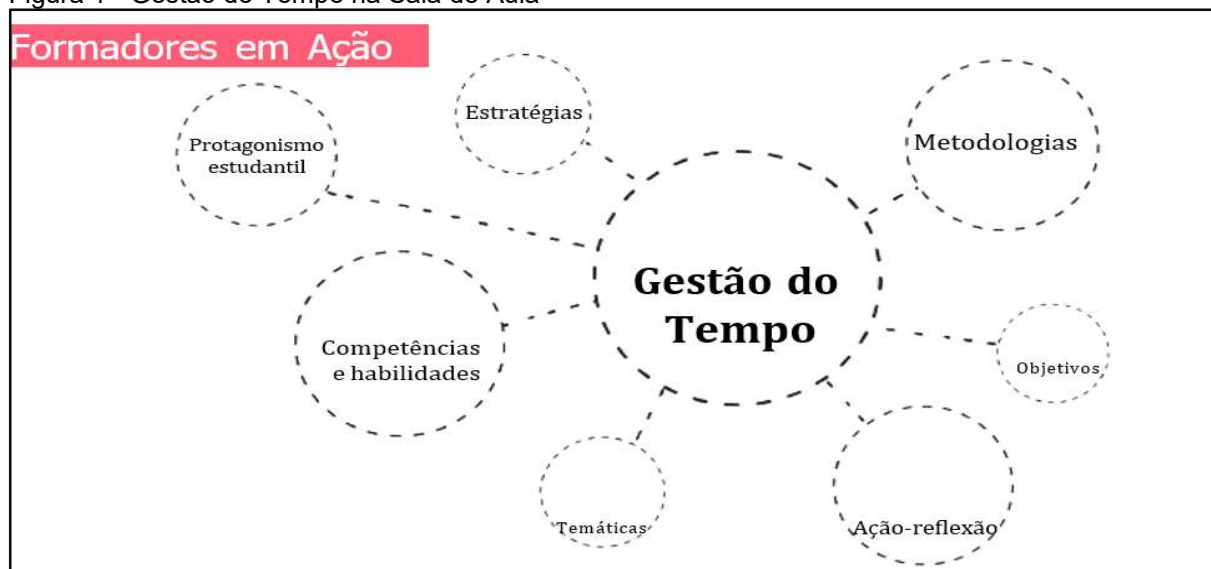 Formadores em Ação
Estratégias
Protagonismo
estudantil
Metodologias
Gestão do
Tempo
Competências
e habilidades
Objetivos
Temáticas
Ação-reflexão